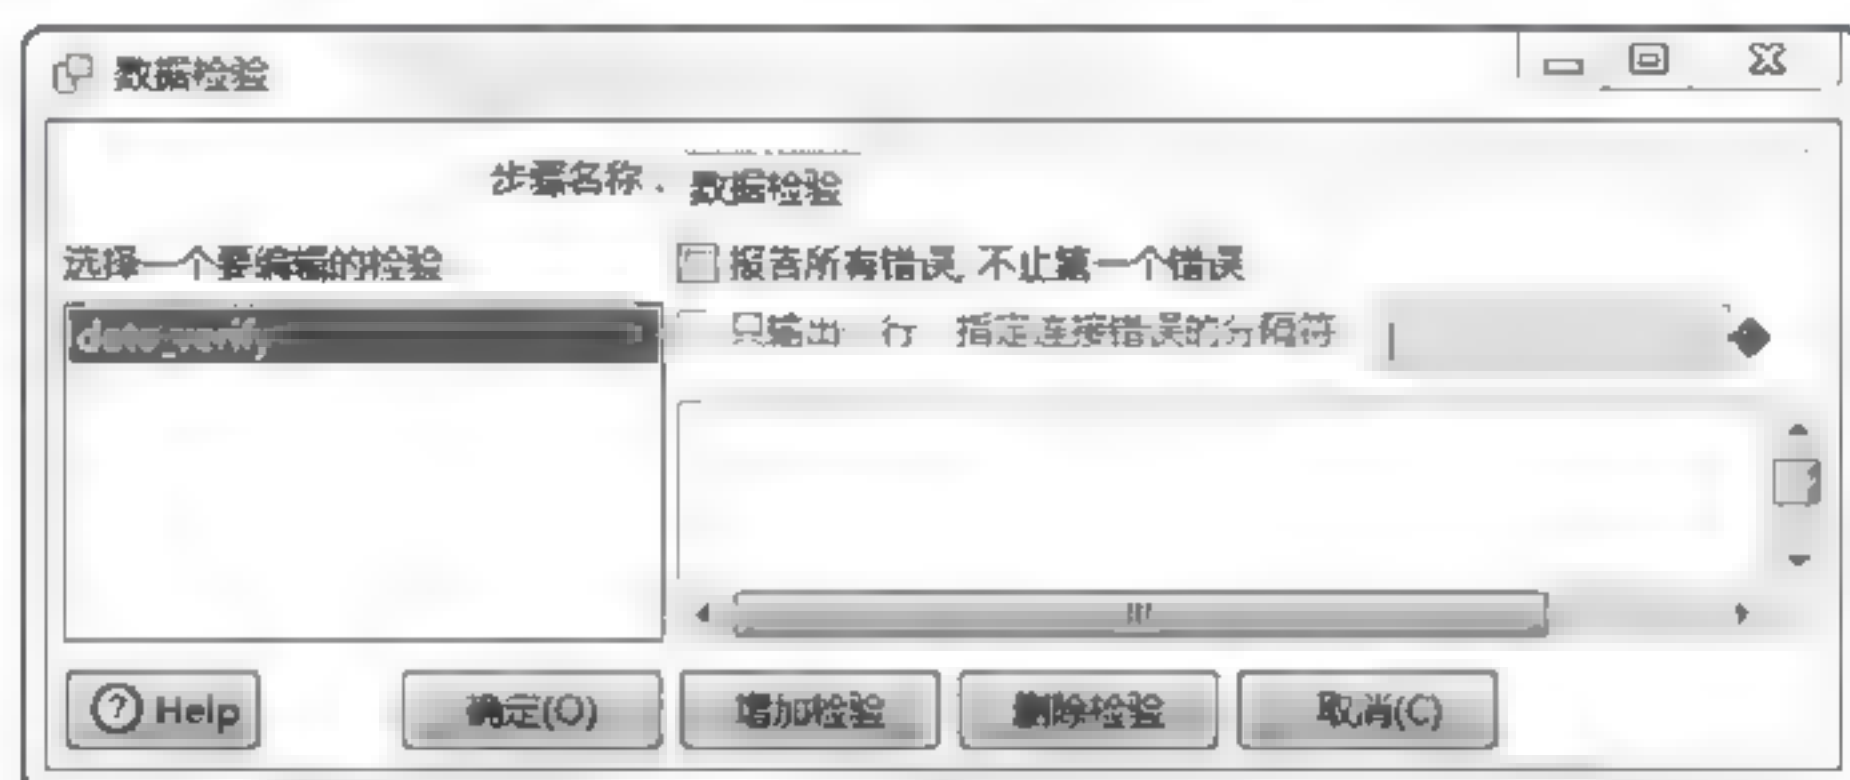 数据检验
步骤名称
数据检验
选择一个要编辑的检验
报告所有错误,不止第一个错误
只输出一行 指定连接错误的分隔符
Help
确定(O)
增加检验
删除检验
取消(C)